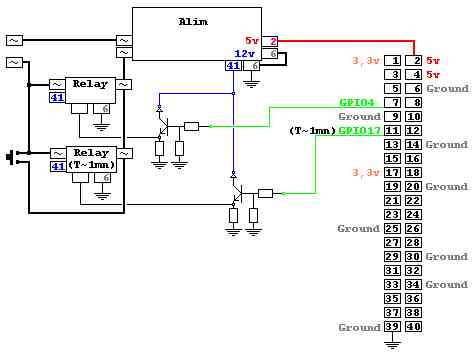 Alim
~
~
5v 2
~
12v 6
~
41 6
3,3v 1 2 5v
~ Relay ~
3 4 5v
41
5 6 Ground
6
GPIO4 7 8
Ground 9 10
(T~1mn) GPIO17 11 12
~ Relay ~
13 14 Ground
41 (T~1mn)
15 16
6
3,3v 17 18
19 20 Ground
21 22
23 24
Ground 25 26
27 28
29 30 Ground
31 32
33 34 Ground
35 36
37 38
Ground 39 40